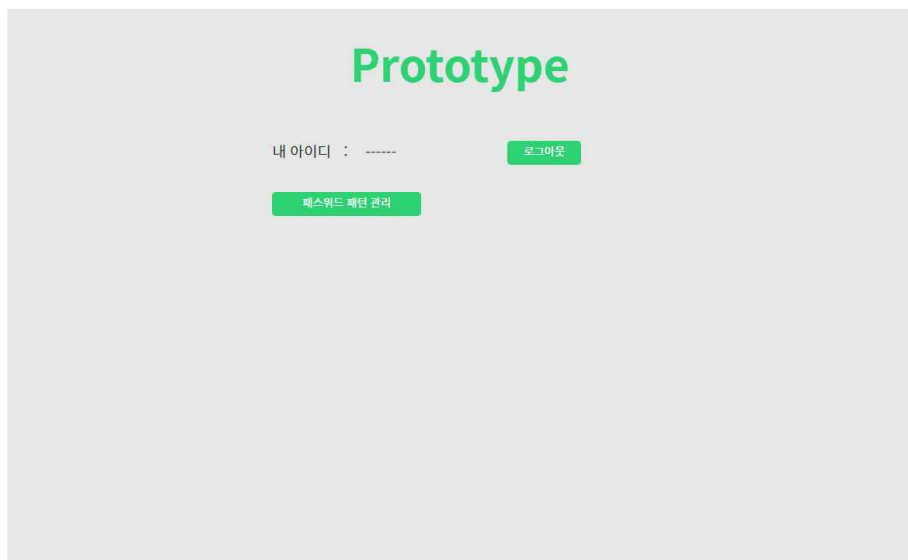 Prototype
내 아이디 : ------ 로그아웃
패스워드 패턴 관리